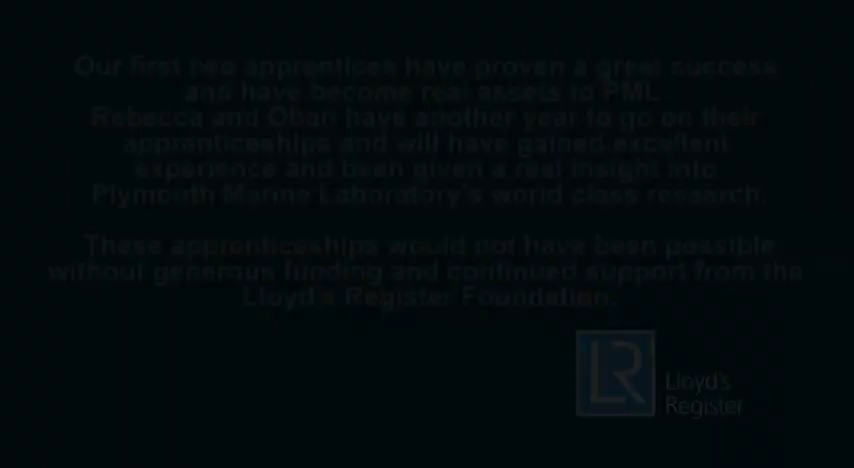 Our first two apprentices have proven a great success
and have become real assets to PML
Rebecca and Oban have another year to go on their
apprenticeships and will have gained excellent
experience and been given a real insight into
Plymouth Marine Laboratory's world class research.
These apprenticeships would not have been possible
without generous funding and continued support from the
Lloyd's Register Foundation.
LR
Lloyd's
Register